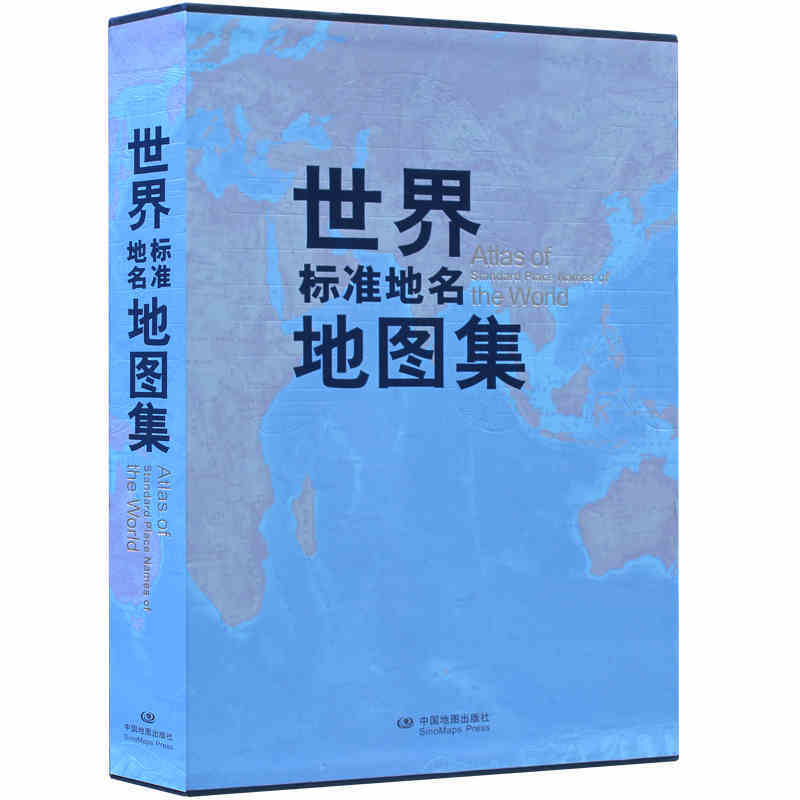 世界
标准地名
地图集
Atlas of
Standard Place Names of
the World
中国地图出版社
SinoMaps Press
世界
标准
地名
地图集
Atlas of
Standard Place Names of
the World
中国地图出版社
SinoMaps Press